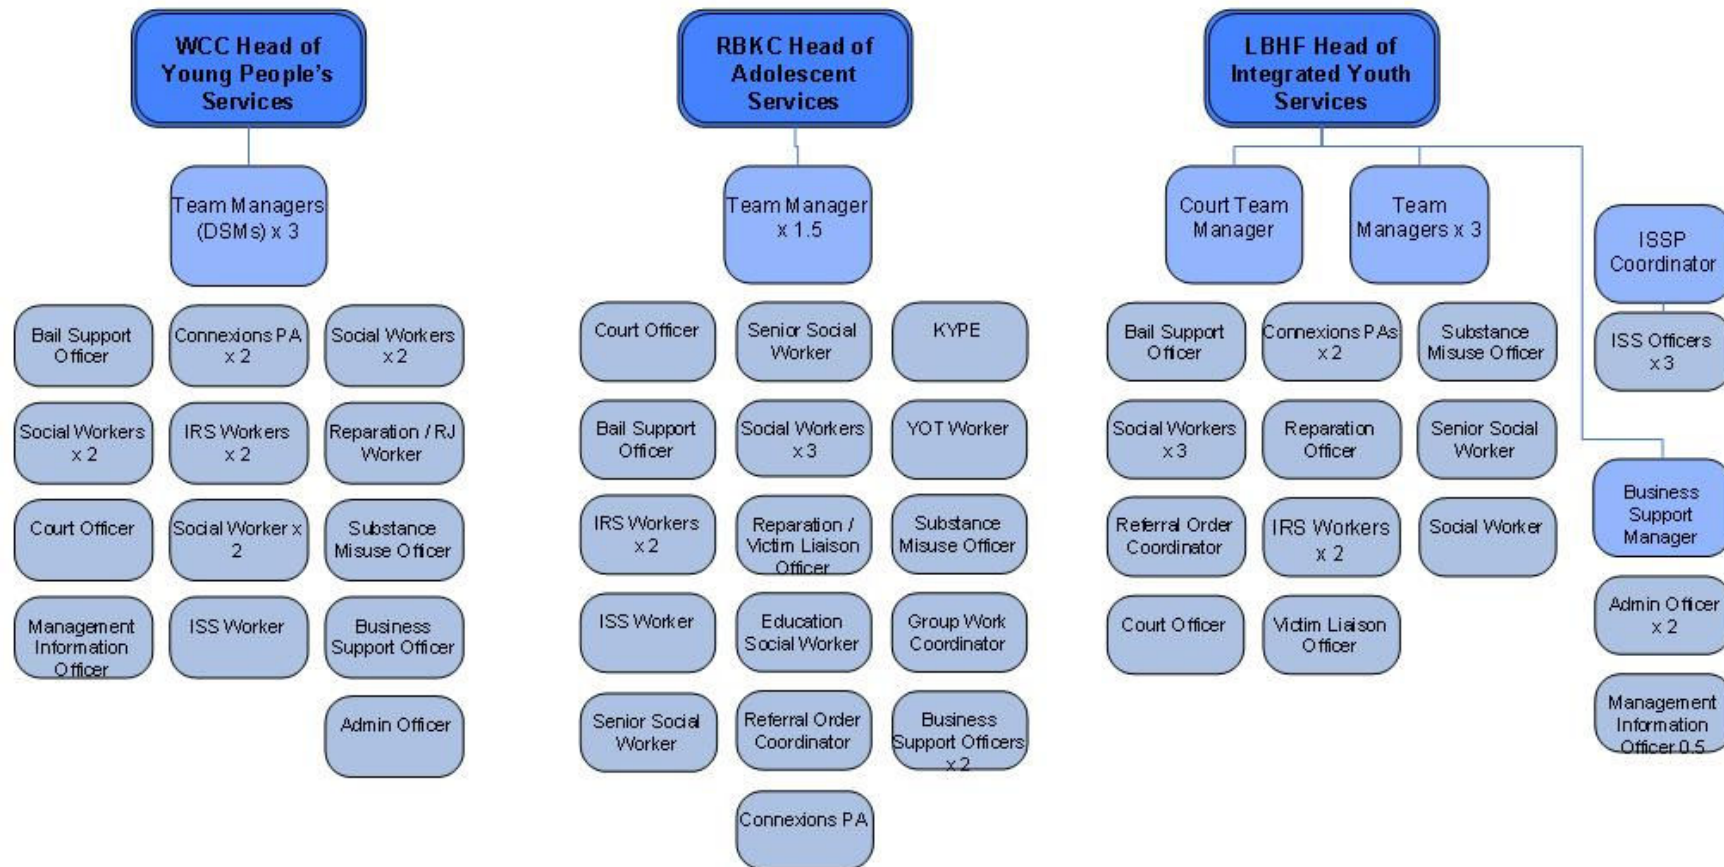 WCC Head of
Young People's
Services
Team Managers
(DSMs) x 3
Bail Support
Officer
Connexions PA
x 2
Social Workers
x 2
Social Workers
x 2
IRS Workers
x 2
Reparation / RJ
Worker
Court Officer
Social Worker x
2
Substance
Misuse Officer
Management
Information
Officer
ISS Worker
Business
Support Officer
Admin Officer
RBKC Head of
Adolescent
Services
Team Manager
x 1.5
Court Officer
Senior Social
Worker
KYPE
Bail Support
Officer
Social Workers
x 3
YOT Worker
IRS Workers
x 2
Reparation /
Victim Liaison
Officer
Substance
Misuse Officer
ISS Worker
Education
Social Worker
Group Work
Coordinator
Senior Social
Worker
Referral Order
Coordinator
Business
Support Officers
x 2
Connexions PA
LBHF Head of
Integrated Youth
Services
Court Team
Manager
Team
Managers x 3
Bail Support
Officer
Connexions PAs
x 2
Substance
Misuse Officer
Social Workers
x 3
Reparation
Officer
Senior Social
Worker
Referral Order
Coordinator
IRS Workers
x 2
Social Worker
Court Officer
Victim Liaison
Officer
ISSP
Coordinator
ISS Officers
x 3
Business
Support
Manager
Admin Officer
x 2
Management
Information
Officer 0.5